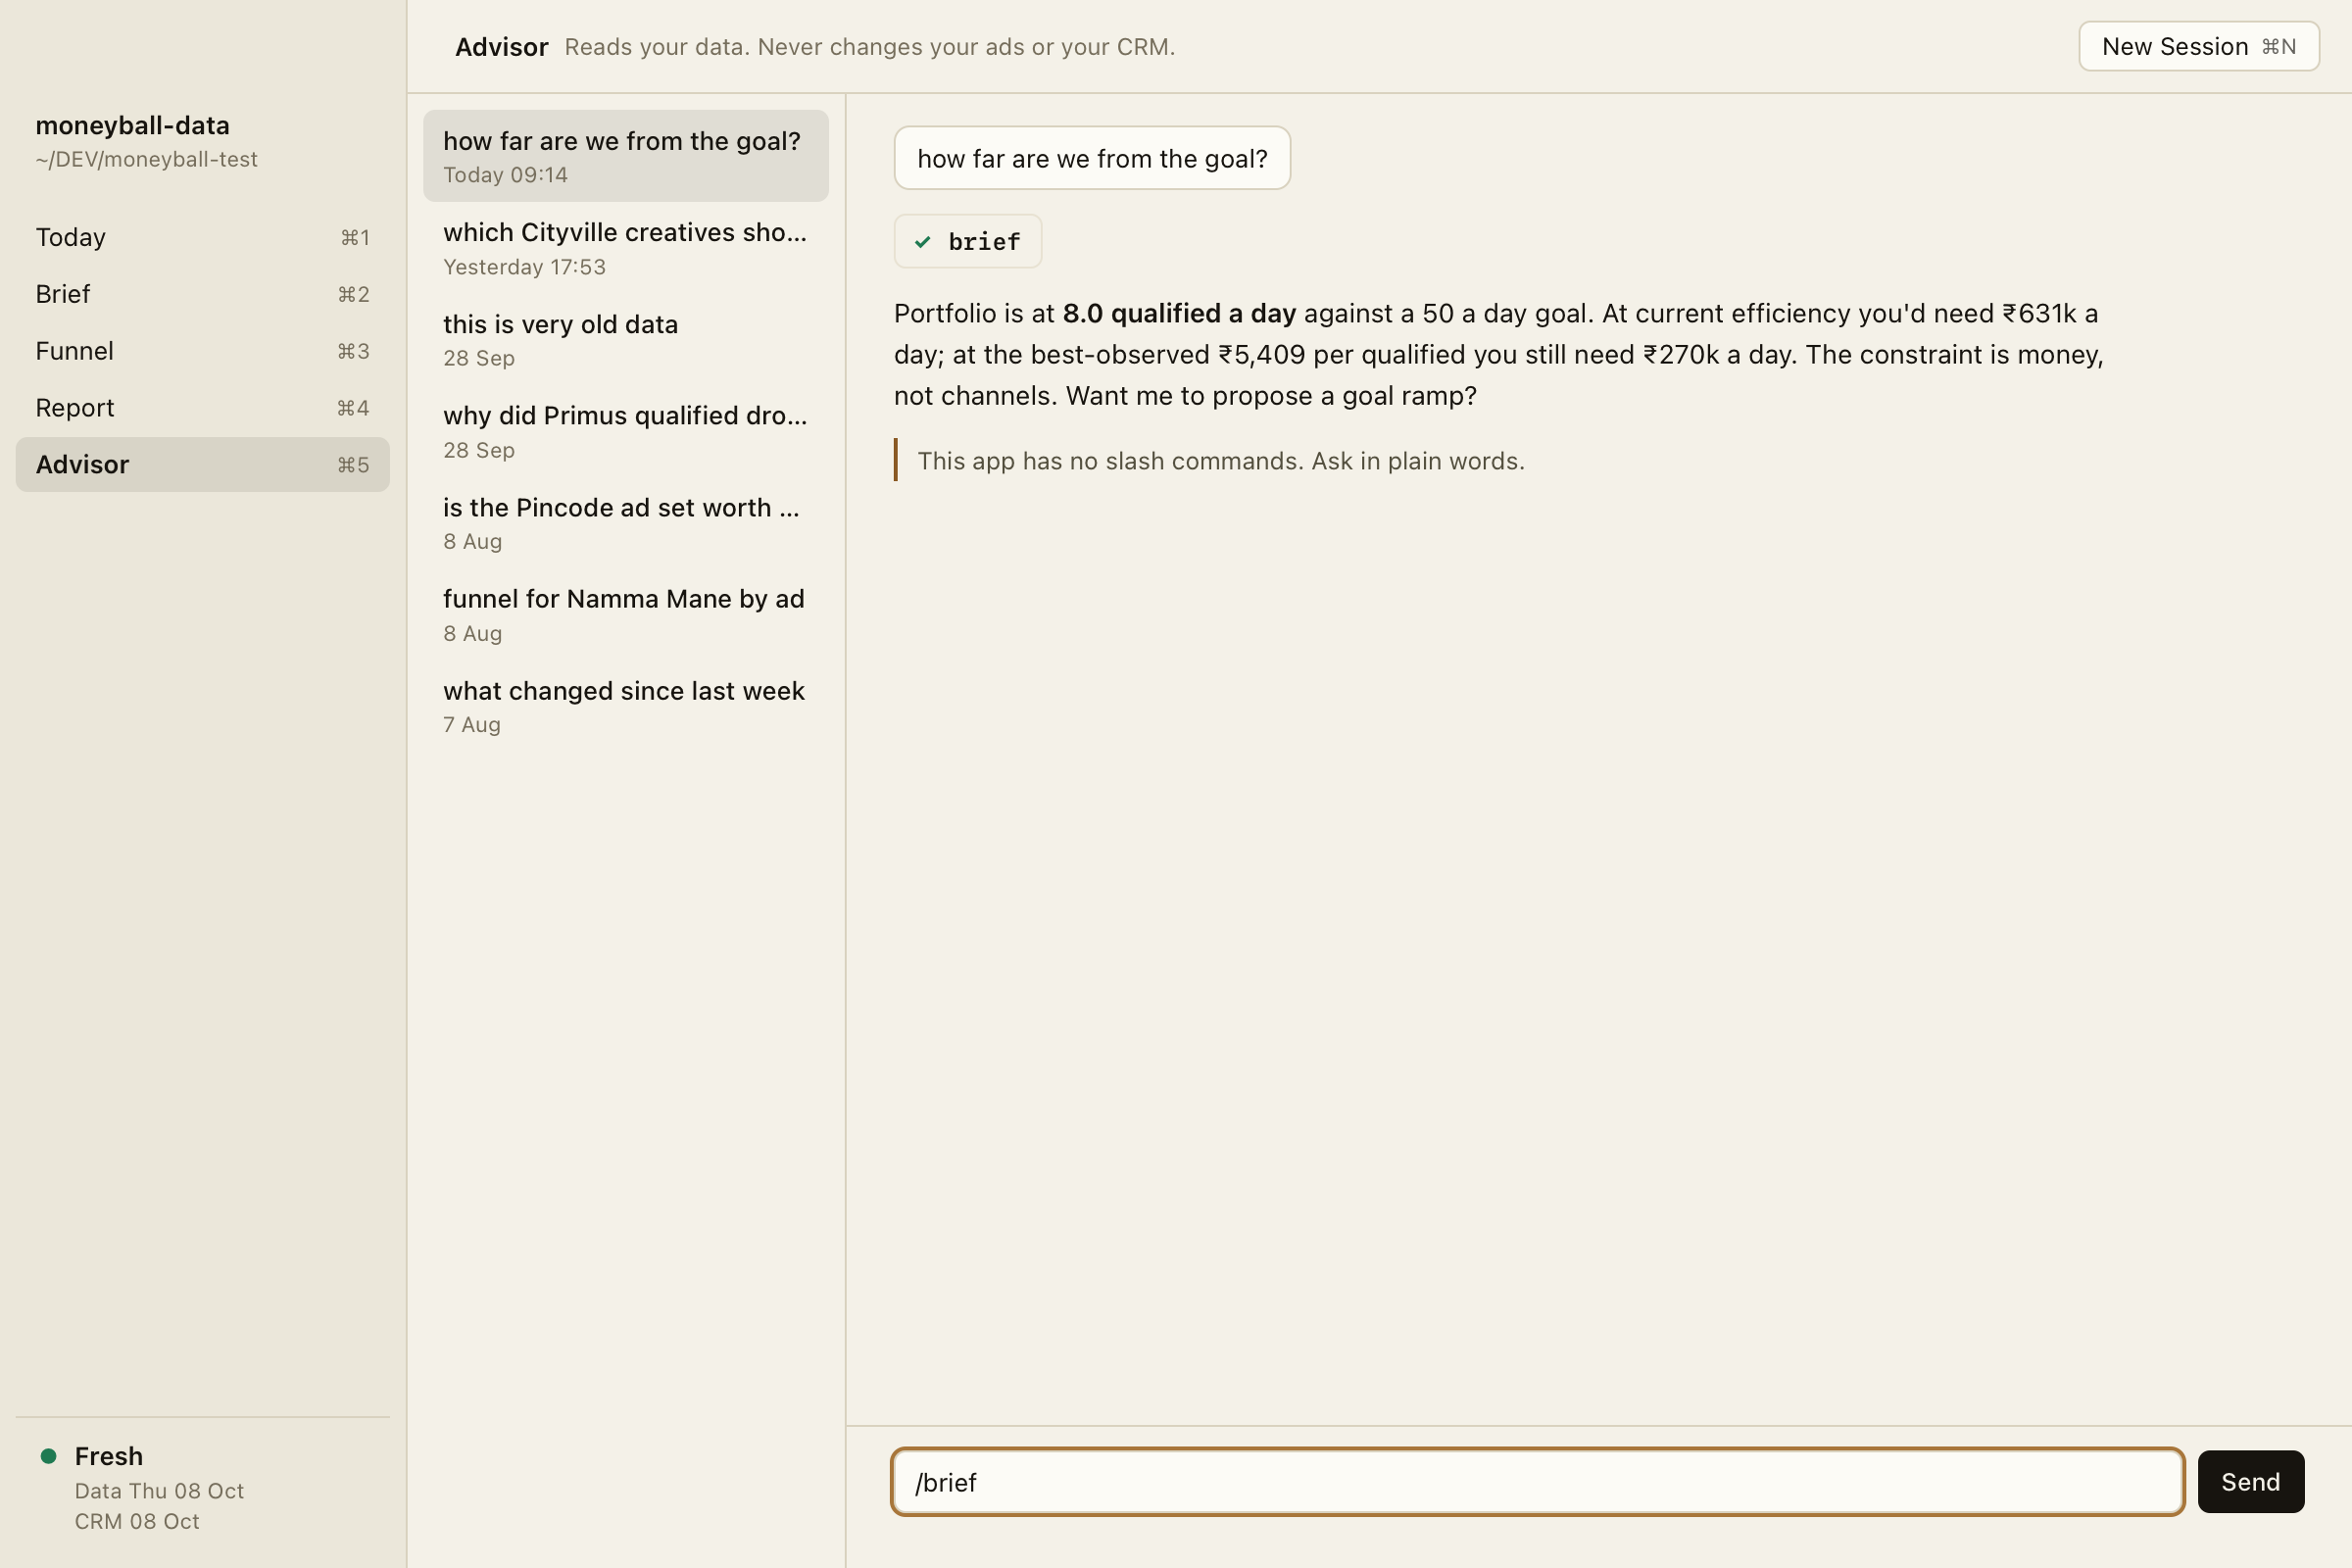 moneyball-data
~/DEV/moneyball-test
Today ⌘1
Brief ⌘2
Funnel ⌘3
Report ⌘4
Advisor ⌘5
Fresh
Data Thu 08 Oct
CRM 08 Oct
Advisor Reads your data. Never changes your ads or your CRM.
New Session ⌘N
how far are we from the goal?
Today 09:14
which Cityville creatives sho...
Yesterday 17:53
this is very old data
28 Sep
why did Primus qualified dro...
28 Sep
is the Pincode ad set worth ...
8 Aug
funnel for Namma Mane by ad
8 Aug
what changed since last week
7 Aug
how far are we from the goal?
✓ brief
Portfolio is at 8.0 qualified a day against a 50 a day goal. At current efficiency you'd need ₹631k a
day; at the best-observed ₹5,409 per qualified you still need ₹270k a day. The constraint is money,
not channels. Want me to propose a goal ramp?
This app has no slash commands. Ask in plain words.
/brief
Send